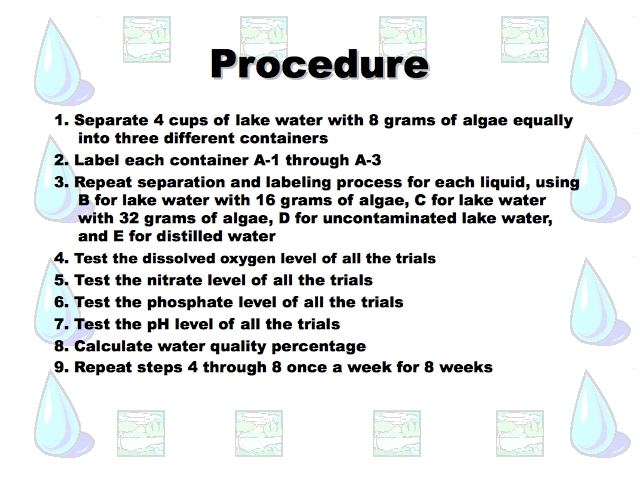 Procedure
1. Separate 4 cups of lake water with 8 grams of algae equally
into three different containers
2. Label each container A-1 through A-3
3. Repeat separation and labeling process for each liquid, using
B for lake water with 16 grams of algae, C for lake water
with 32 grams of algae, D for uncontaminated lake water,
and E for distilled water
4. Test the dissolved oxygen level of all the trials
5. Test the nitrate level of all the trials
6. Test the phosphate level of all the trials
7. Test the pH level of all the trials
8. Calculate water quality percentage
9. Repeat steps 4 through 8 once a week for 8 weeks